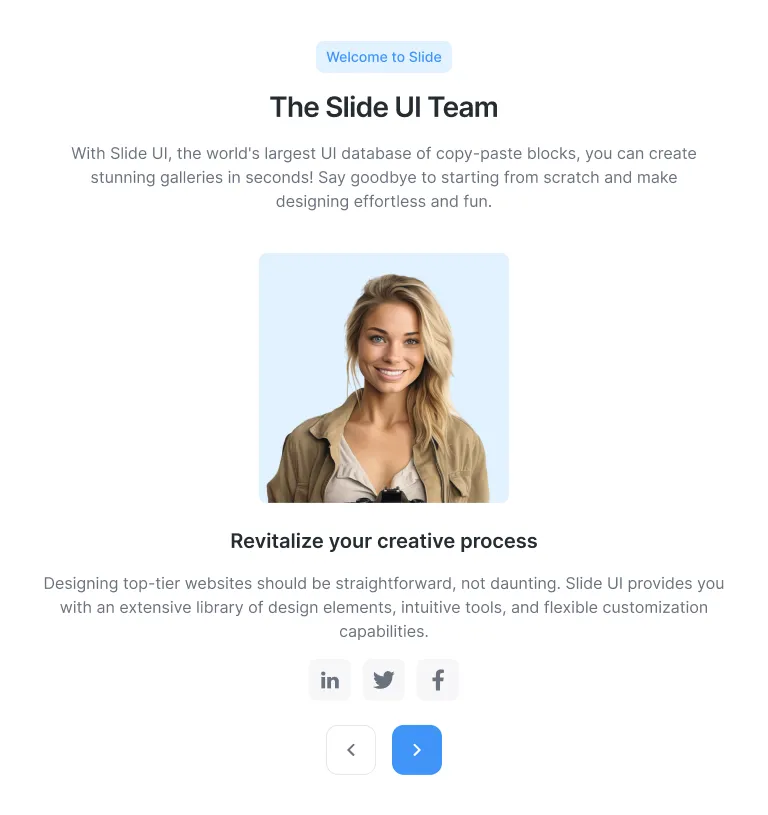 Welcome to Slide
The Slide UI Team
With Slide UI, the world's largest UI database of copy-paste blocks, you can create
stunning galleries in seconds! Say goodbye to starting from scratch and make
designing effortless and fun.
Revitalize your creative process
Designing top-tier websites should be straightforward, not daunting. Slide UI provides you
with an extensive library of design elements, intuitive tools, and flexible customization
capabilities.
in
f